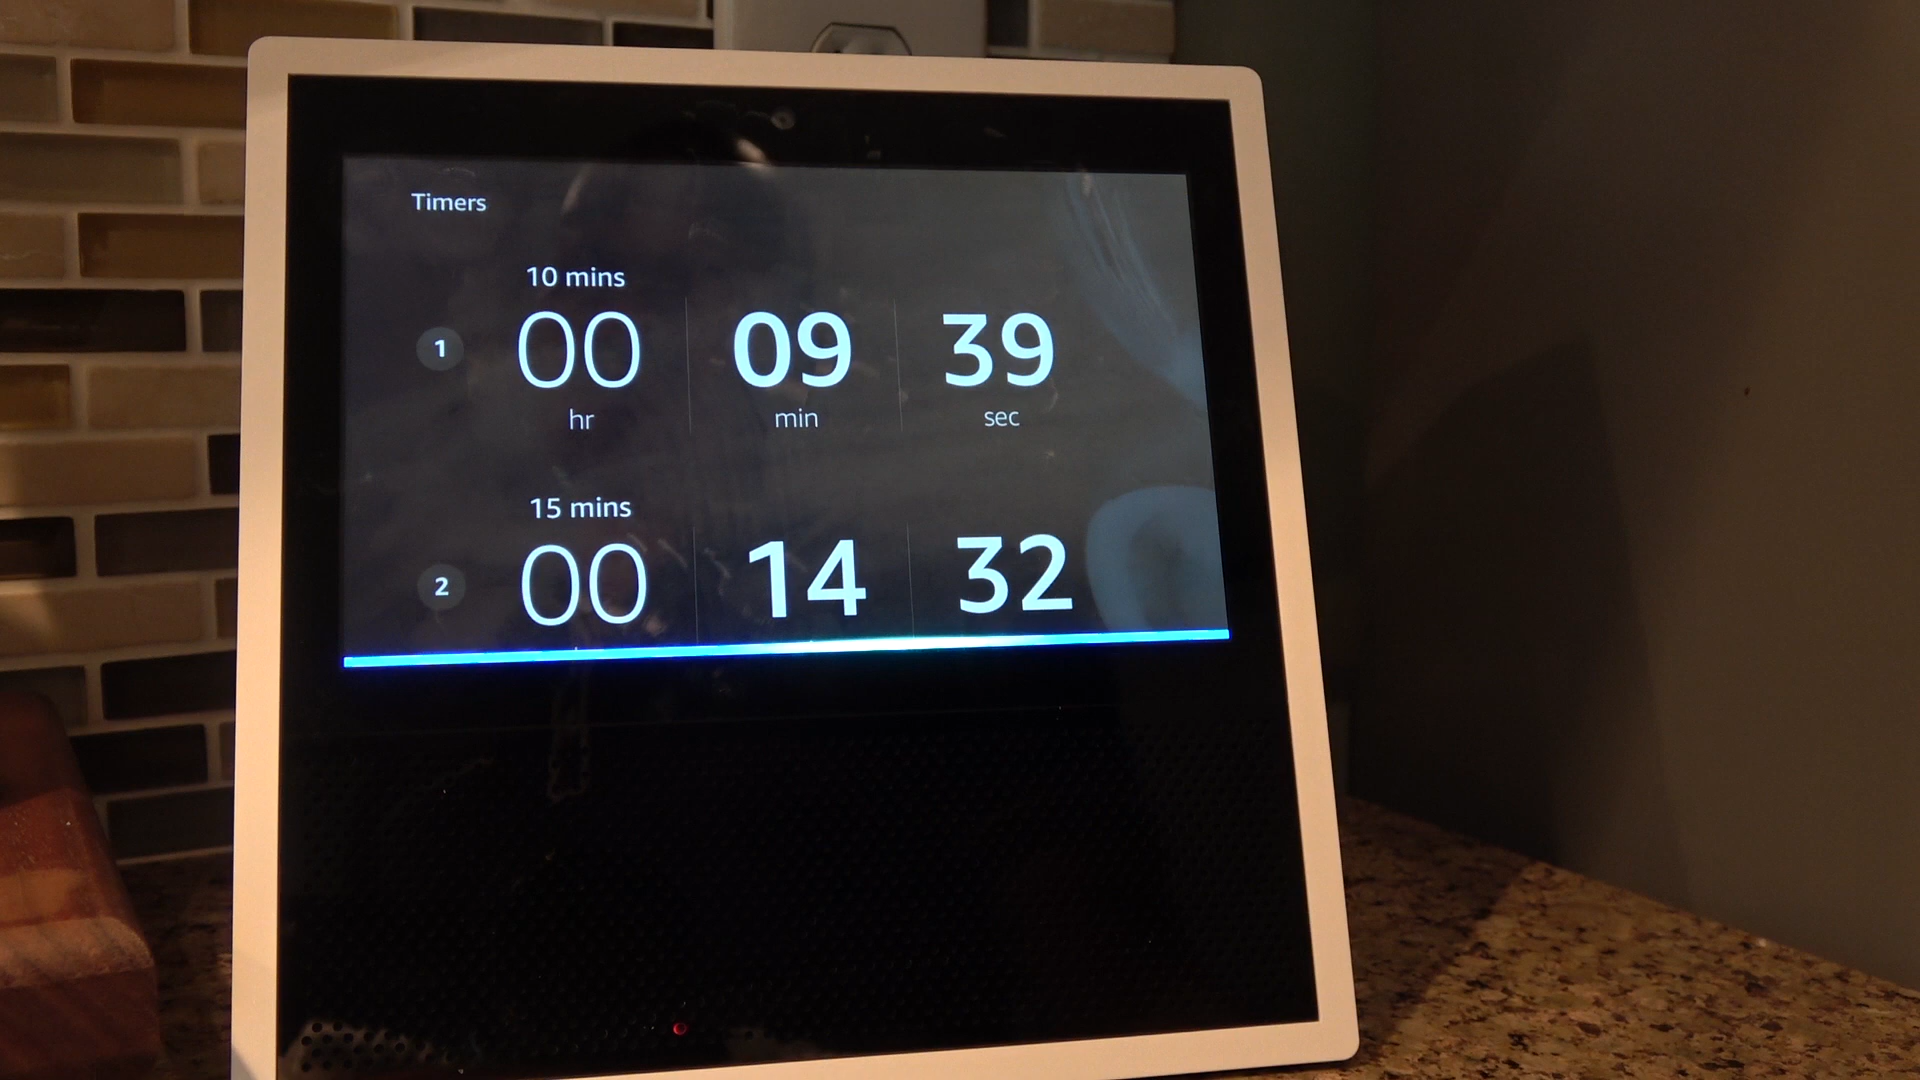 Timers
10 mins
1 00 09 39
hr min sec
15 mins
2 00 14 32